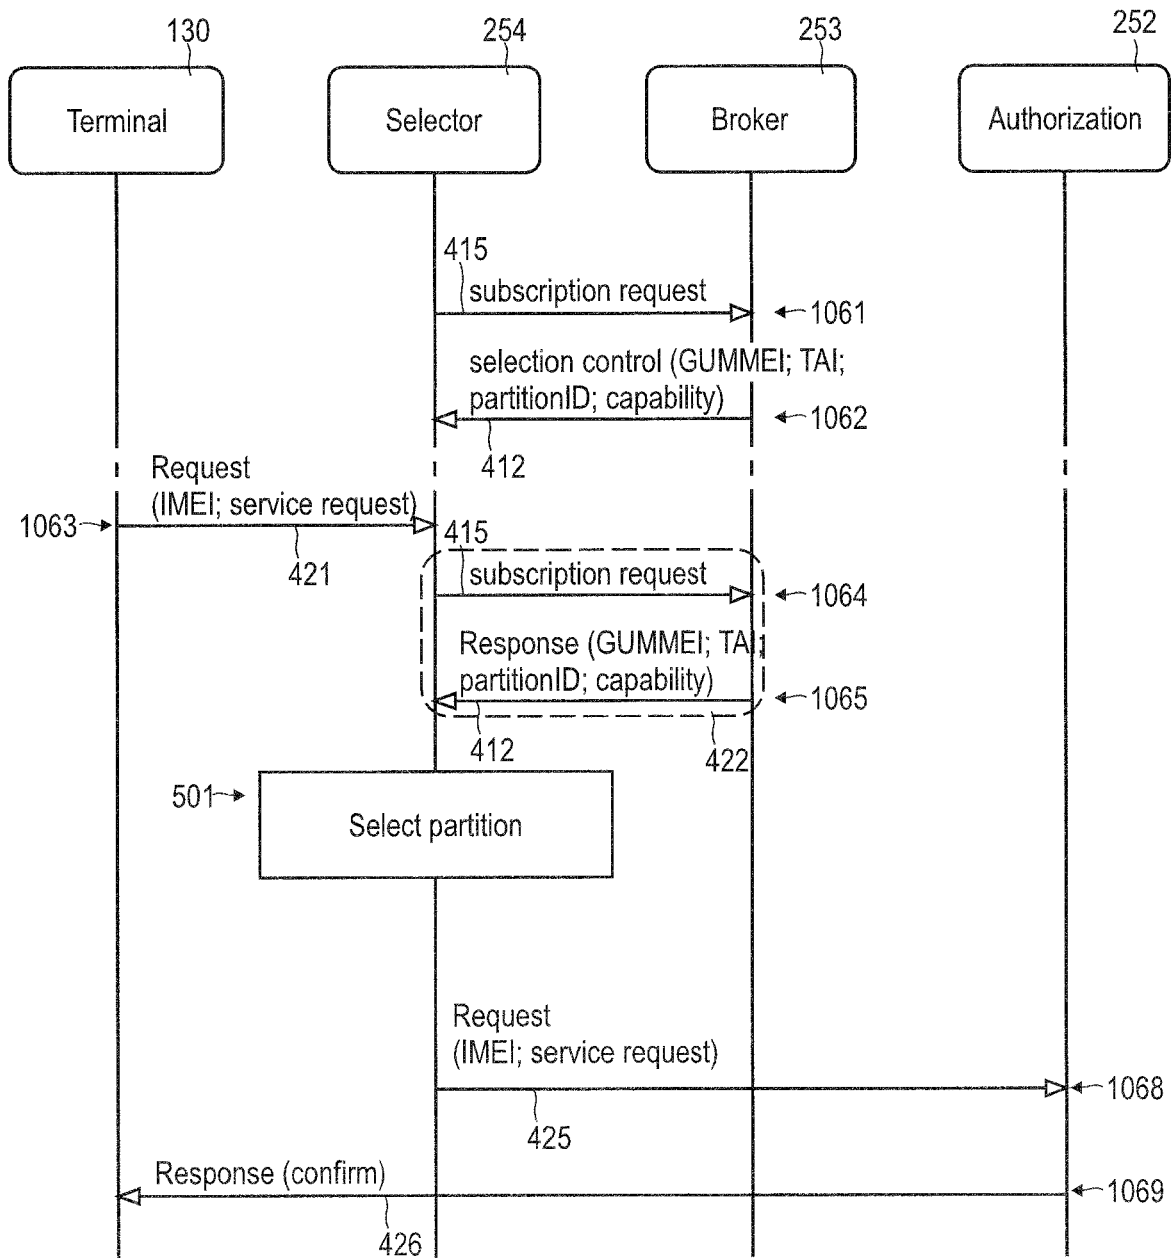 130
254
253
252
Terminal
Selector
Broker
Authorization
415
subscription request
1061
selection control (GUMMEI; TAI;
partitionID; capability)
1062
412
Request
(IMEI; service request)
1063
421
415
subscription request
1064
Response (GUMMEI; TAI;
partitionID; capability)
1065
412
422
501
Select partition
Request
(IMEI; service request)
1068
425
Response (confirm)
1069
426